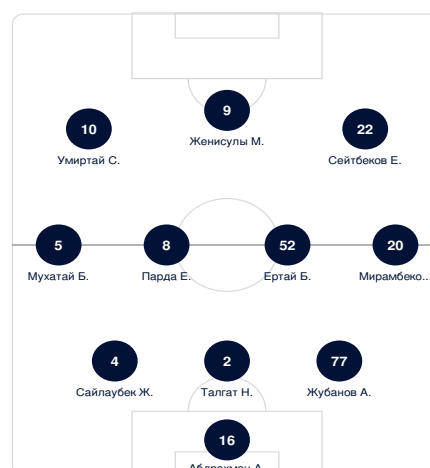 9
10
22
Женисулы М.
Умиртай С.
Сейтбеков Е.
5
8
52
20
Мухатай Б.
Парда Е.
Ертай Б.
Мирамбеко...
4
2
77
Сайлаубек Ж.
Талгат Н.
Жубанов А.
16
Абдрахман А.